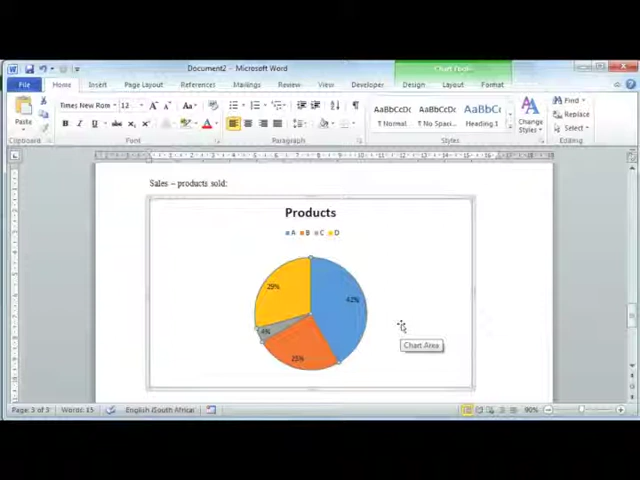 Document2 - Microsoft Word
Chart Tools
File Home Insert Page Layout References Mailings Review View Developer Design Layout Format
Paste
Times New Rom 12
AaBbCcDc AaBbCcDc AaBbCc
¶ Normal ¶ No Spaci... Heading 1
Change Styles
Find
Replace
Select
Clipboard Font Paragraph Styles Editing
Sales – products sold:
Products
A B C D
29%
42%
4%
25%
Chart Area
Page: 3 of 3 Words: 15 English (South Africa) 90%